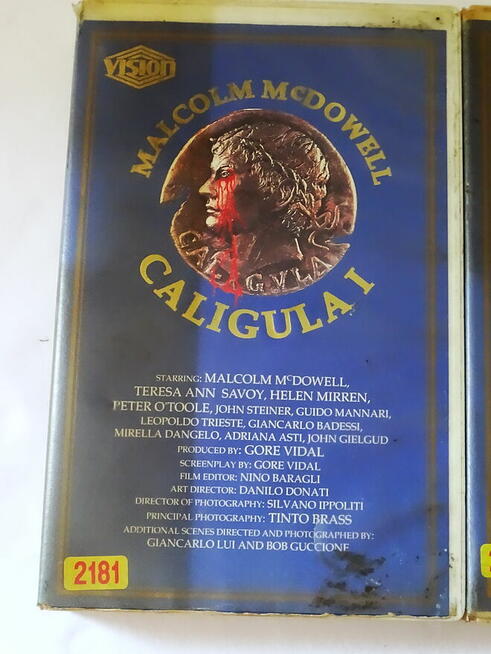 VISION
MALCOLM McDOWELL
CALIGULA
CALIGULA I
STARRING: MALCOLM McDOWELL,
TERESA ANN SAVOY, HELEN MIRREN,
PETER O'TOOLE, JOHN STEINER, GUIDO MANNARI,
LEOPOLDO TRIESTE, GIANCARLO BADESSI,
MIRELLA DANGELO, ADRIANA ASTI, JOHN GIELGUD
PRODUCED BY: GORE VIDAL
SCREENPLAY BY: GORE VIDAL
FILM EDITOR: NINO BARAGLI
ART DIRECTOR: DANILO DONATI
DIRECTOR OF PHOTOGRAPHY: SILVANO IPPOLITI
PRINCIPAL PHOTOGRAPHY: TINTO BRASS
ADDITIONAL SCENES DIRECTED AND PHOTOGRAPHED BY:
GIANCARLO LUI AND BOB GUCCIONE
2181